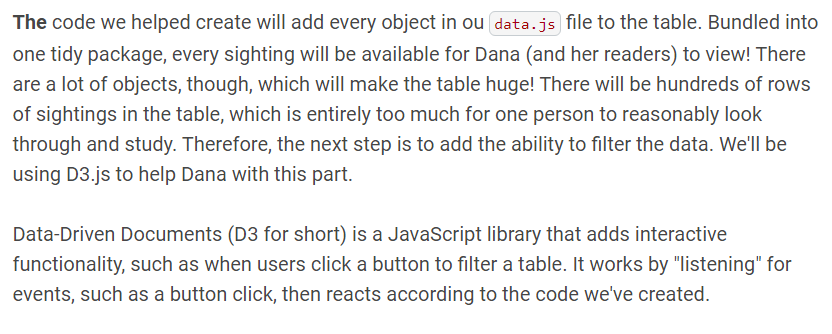 The code we helped create will add every object in ou data.js file to the table. Bundled into
one tidy package, every sighting will be available for Dana (and her readers) to view! There
are a lot of objects, though, which will make the table huge! There will be hundreds of rows
of sightings in the table, which is entirely too much for one person to reasonably look
through and study. Therefore, the next step is to add the ability to filter the data. We'll be
using D3.js to help Dana with this part.
Data-Driven Documents (D3 for short) is a JavaScript library that adds interactive
functionality, such as when users click a button to filter a table. It works by "listening" for
events, such as a button click, then reacts according to the code we've created.